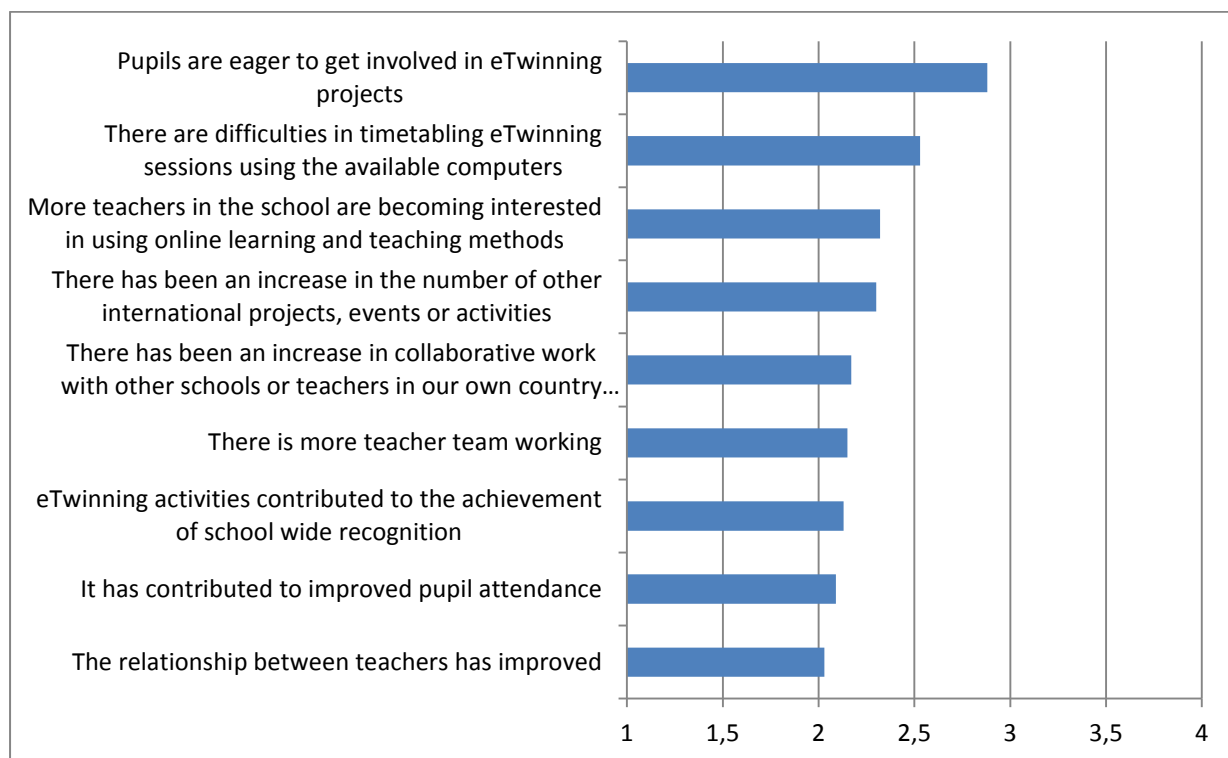 Pupils are eager to get involved in eTwinning
projects
There are difficulties in timetabling eTwinning
sessions using the available computers
More teachers in the school are becoming interested
in using online learning and teaching methods
There has been an increase in the number of other
international projects, events or activities
There has been an increase in collaborative work
with other schools or teachers in our own country…
There is more teacher team working
eTwinning activities contributed to the achievement
of school wide recognition
It has contributed to improved pupil attendance
The relationship between teachers has improved
1 1,5 2 2,5 3 3,5 4